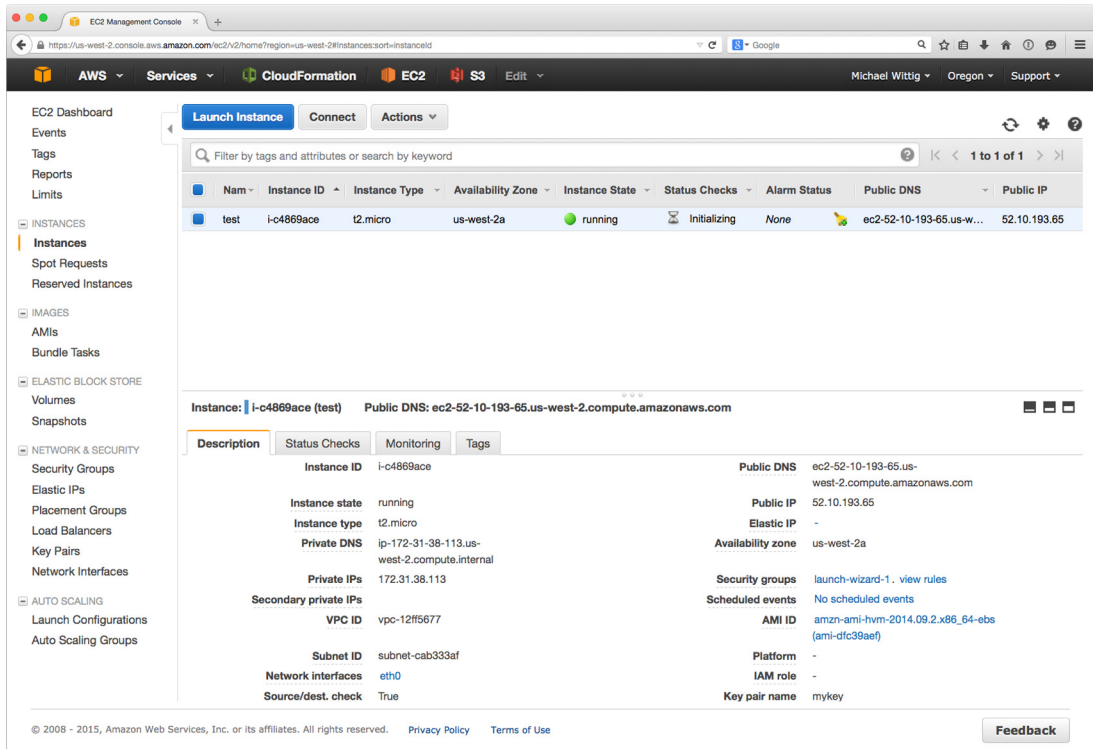 EC2 Management Console
https://us-west-2.console.aws.amazon.com/ec2/v2/home?region=us-west-2#Instances:sort=instanceId
Google
AWS Services CloudFormation EC2 S3 Edit Michael Wittig Oregon Support
EC2 Dashboard
Events
Tags
Reports
Limits
INSTANCES
Instances
Spot Requests
Reserved Instances
IMAGES
AMIs
Bundle Tasks
ELASTIC BLOCK STORE
Volumes
Snapshots
NETWORK & SECURITY
Security Groups
Elastic IPs
Placement Groups
Load Balancers
Key Pairs
Network Interfaces
AUTO SCALING
Launch Configurations
Auto Scaling Groups
Launch Instance Connect Actions
Filter by tags and attributes or search by keyword 1 to 1 of 1
Nam Instance ID Instance Type Availability Zone Instance State Status Checks Alarm Status Public DNS Public IP
test i-c4869ace t2.micro us-west-2a running Initializing None ec2-52-10-193-65.us-w... 52.10.193.65
Instance: i-c4869ace (test) Public DNS: ec2-52-10-193-65.us-west-2.compute.amazonaws.com
Description Status Checks Monitoring Tags
Instance ID i-c4869ace Public DNS ec2-52-10-193-65.us-
west-2.compute.amazonaws.com
Instance state running Public IP 52.10.193.65
Instance type t2.micro Elastic IP -
Private DNS ip-172-31-38-113.us- Availability zone us-west-2a
west-2.compute.internal
Private IPs 172.31.38.113 Security groups launch-wizard-1. view rules
Secondary private IPs Scheduled events No scheduled events
VPC ID vpc-12ff5677 AMI ID amzn-ami-hvm-2014.09.2.x86_64-ebs
(ami-dfc39aef)
Subnet ID subnet-cab333af Platform -
Network interfaces eth0 IAM role -
Source/dest. check True Key pair name mykey
© 2008 - 2015, Amazon Web Services, Inc. or its affiliates. All rights reserved. Privacy Policy Terms of Use Feedback